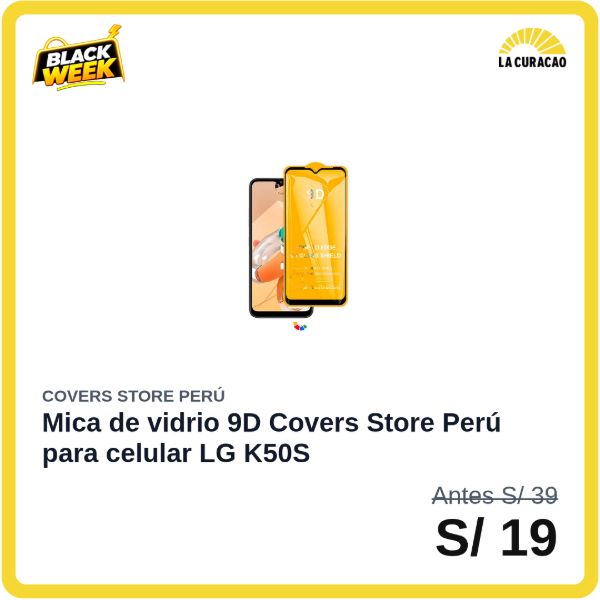 BLACK
WEEK
LA CURACAO
9D
COVERS STORE PERÚ
Mica de vidrio 9D Covers Store Perú
para celular LG K50S
Antes S/ 39
S/ 19